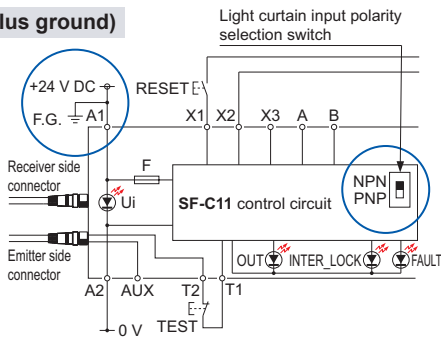 lus ground)
Light curtain input polarity
selection switch
+24 V DC
RESET
F.G.
A1
X1 X2 X3 A B
Receiver side
connector
F
Ui
SF-C11 control circuit
NPN
PNP
Emitter side
connector
OUT INTER_LOCK FAULT
A2 AUX T2 T1
0 V
TEST